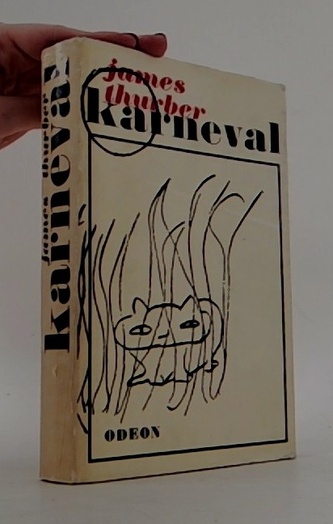 james
thurber
karneval
ODEON
james thurber
karneval